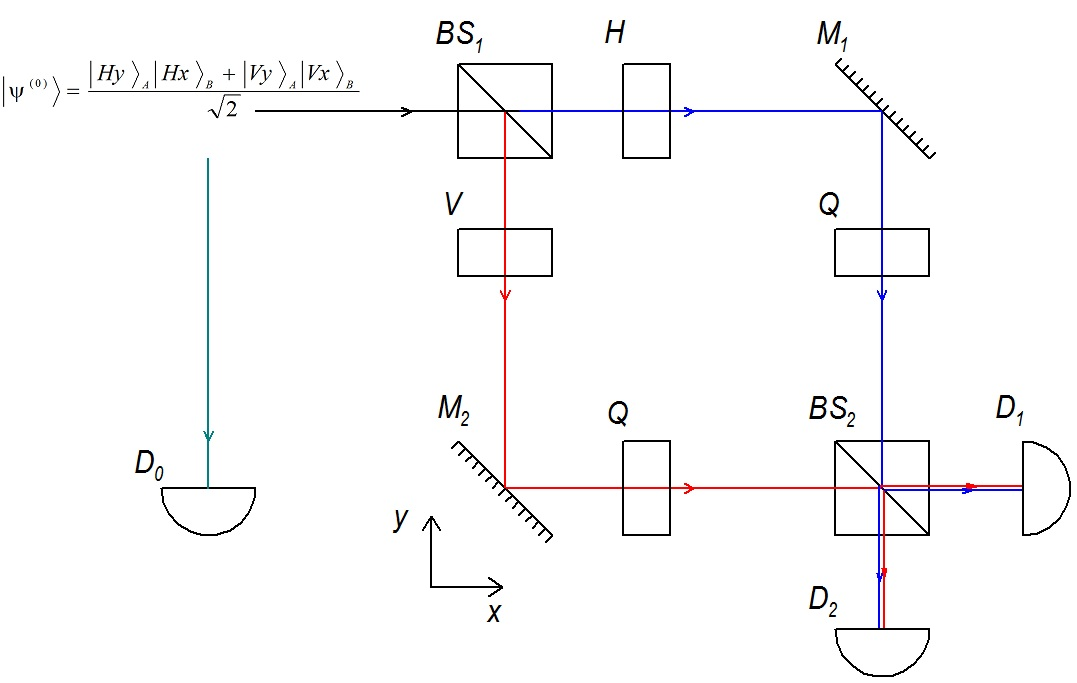 BS₁
H
M₁
|ψ⁽⁰⁾⟩ = (|Hy⟩_A |Hx⟩_B + |Vy⟩_A |Vx⟩_B) / √2
V
Q
M₂
Q
BS₂
D₁
D₀
y
x
D₂